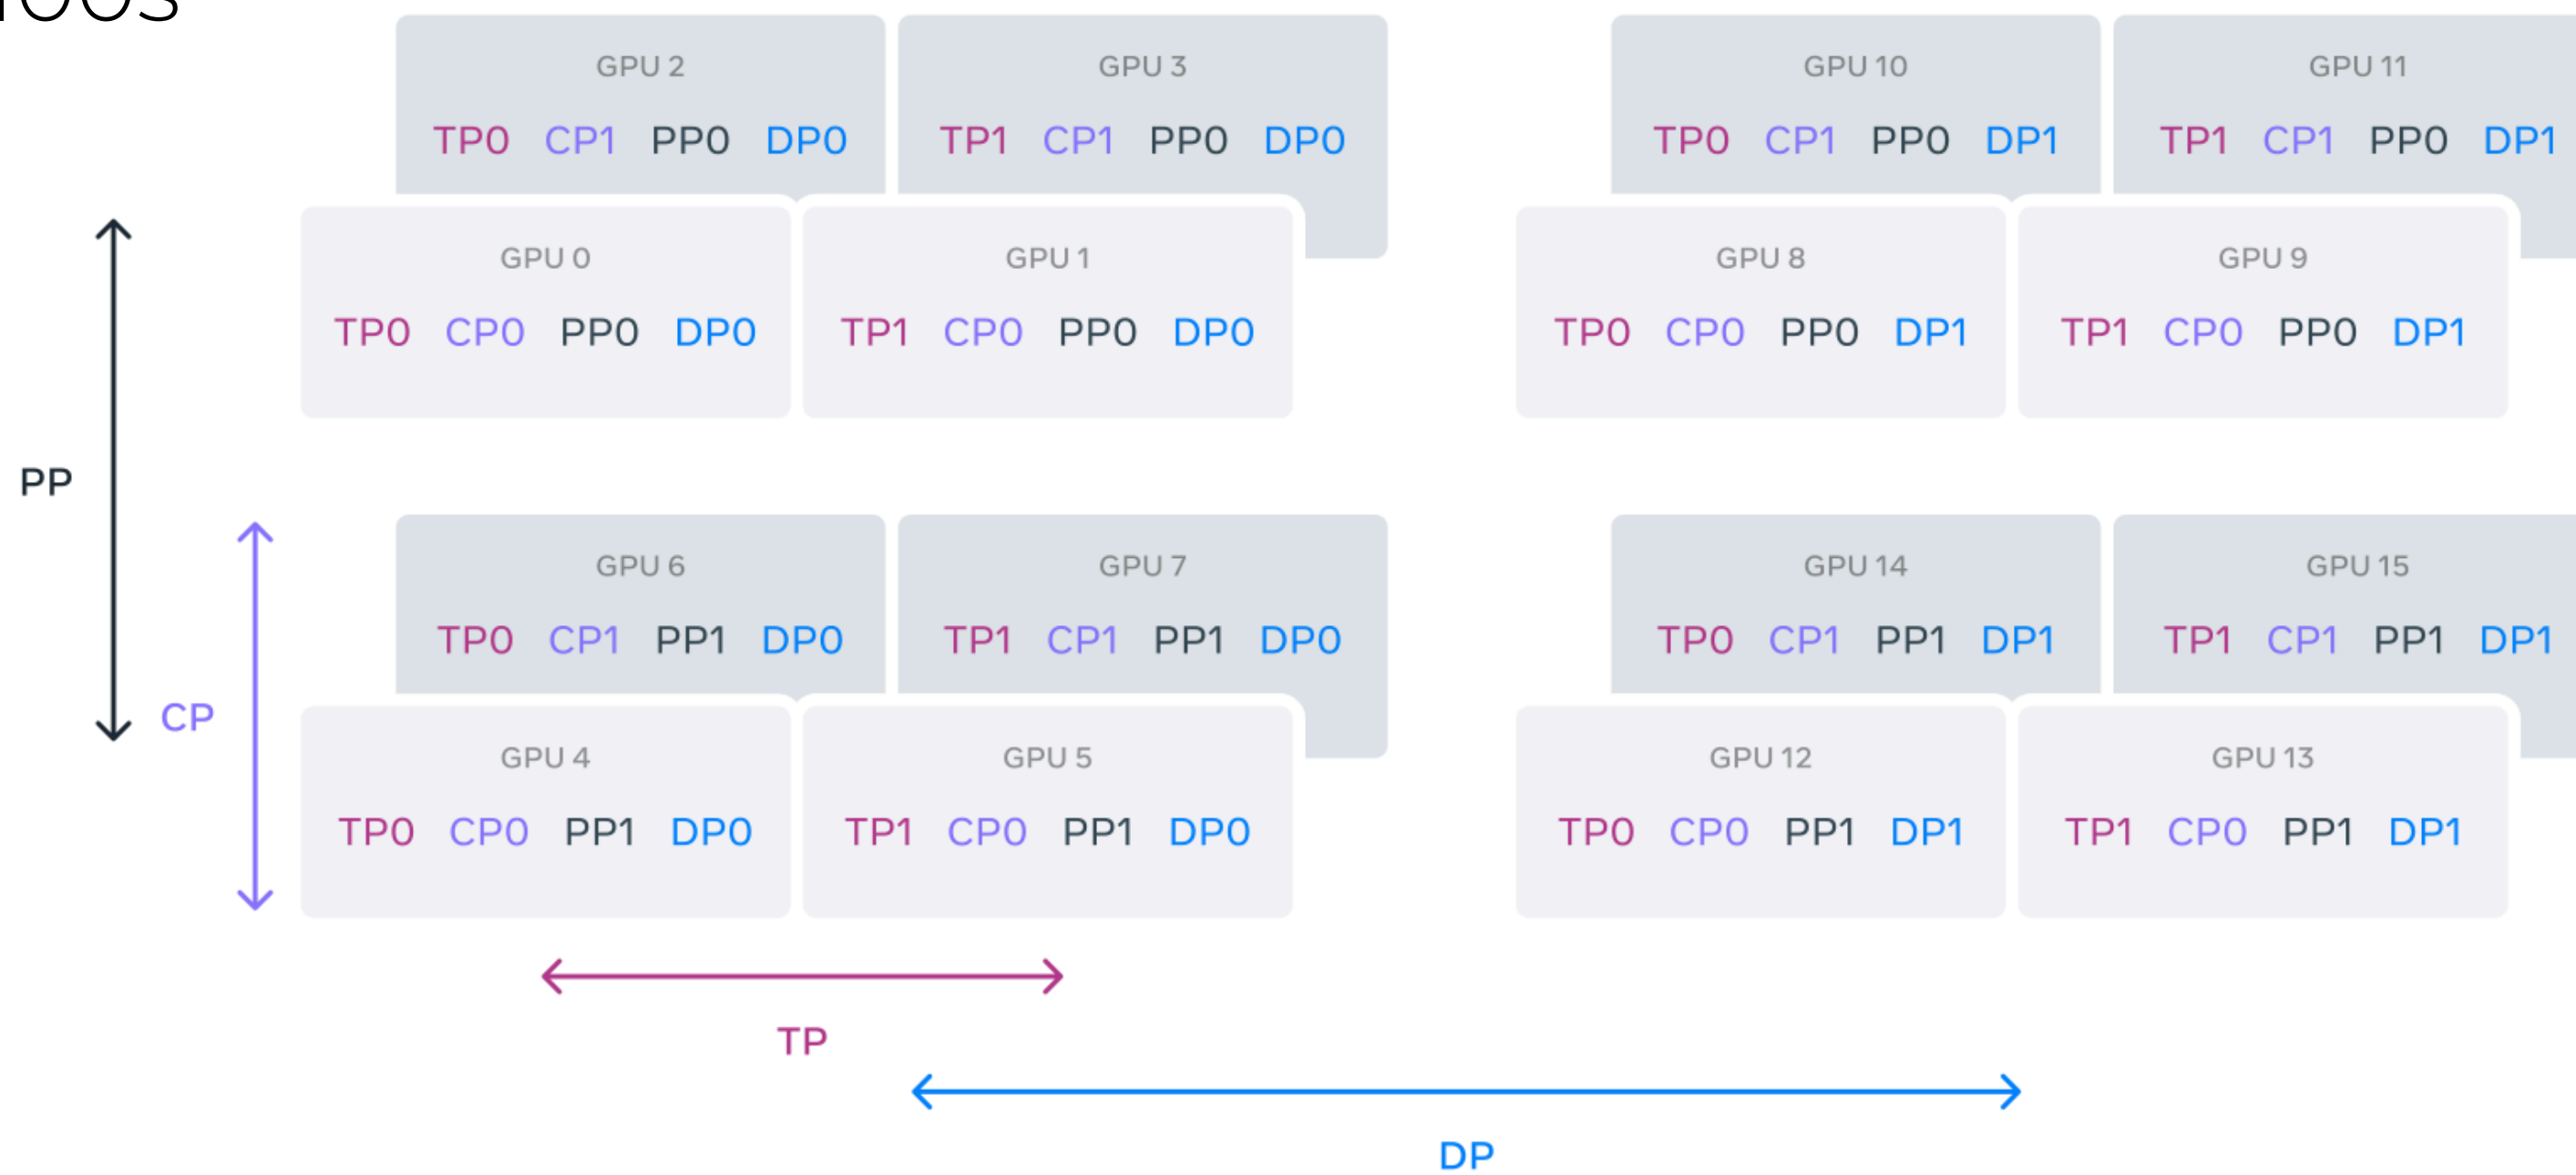 GPU 2 GPU 3 GPU 10 GPU 11
TP0 CP1 PP0 DP0 TP1 CP1 PP0 DP0 TP0 CP1 PP0 DP1 TP1 CP1 PP0 DP1
GPU 0 GPU 1 GPU 8 GPU 9
TP0 CP0 PP0 DP0 TP1 CP0 PP0 DP0 TP0 CP0 PP0 DP1 TP1 CP0 PP0 DP1
PP
GPU 6 GPU 7 GPU 14 GPU 15
TP0 CP1 PP1 DP0 TP1 CP1 PP1 DP0 TP0 CP1 PP1 DP1 TP1 CP1 PP1 DP1
CP
GPU 4 GPU 5 GPU 12 GPU 13
TP0 CP0 PP1 DP0 TP1 CP0 PP1 DP0 TP0 CP0 PP1 DP1 TP1 CP0 PP1 DP1
TP
DP